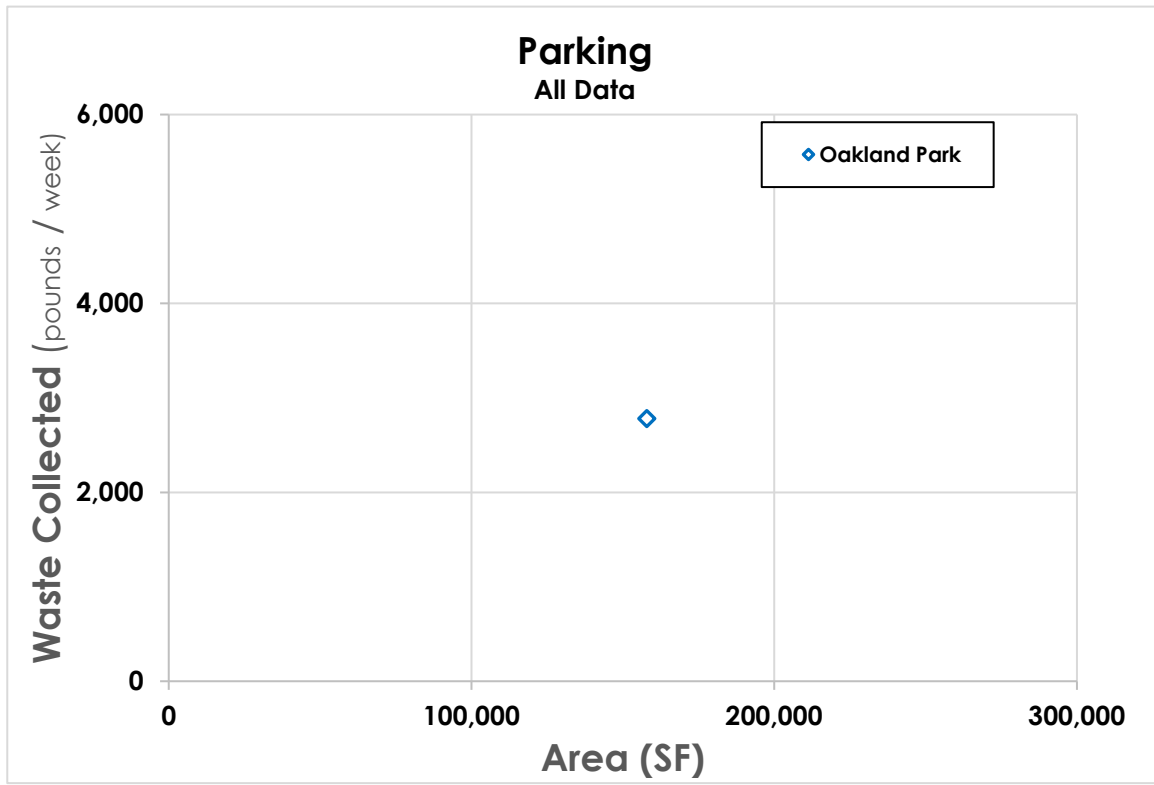 Parking
All Data
Waste Collected (pounds / week)
6,000
4,000
2,000
0
Oakland Park
0
100,000
200,000
300,000
Area (SF)